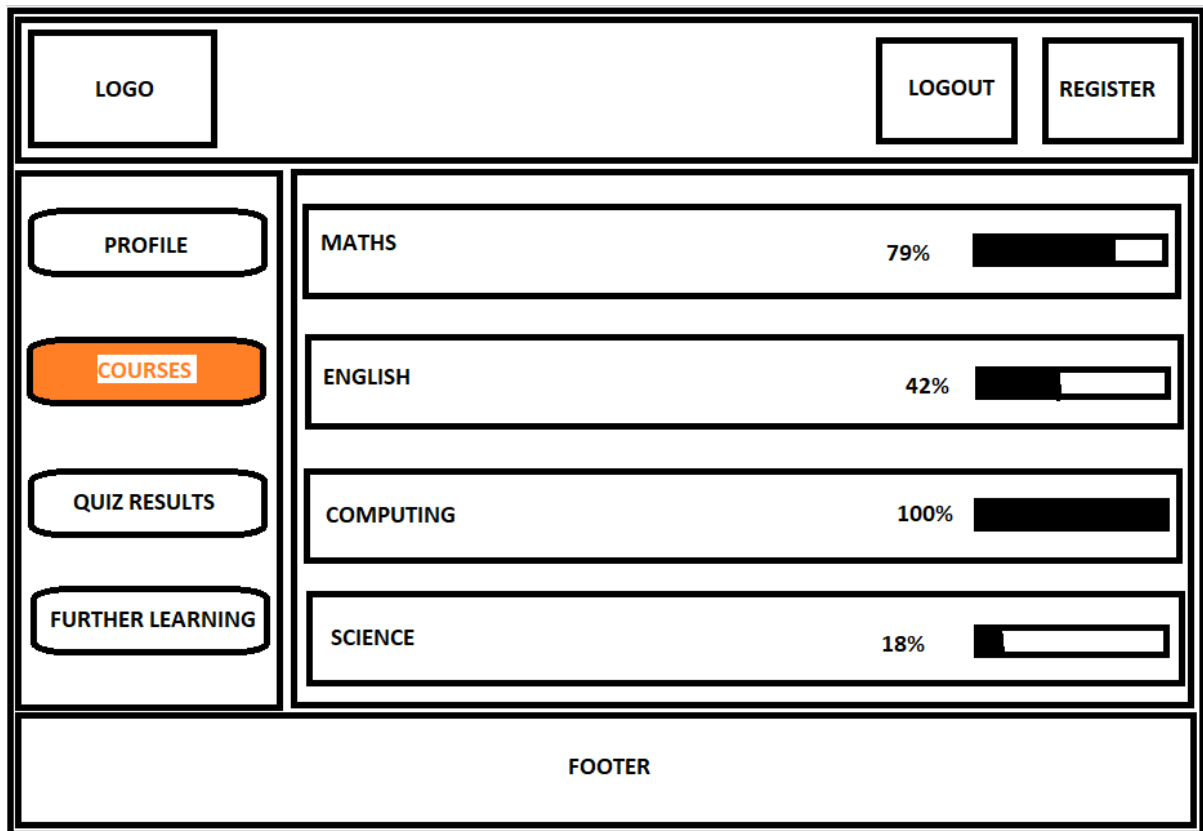 LOGO
LOGOUT
REGISTER
PROFILE
COURSES
QUIZ RESULTS
FURTHER LEARNING
MATHS 79%
ENGLISH 42%
COMPUTING 100%
SCIENCE 18%
FOOTER